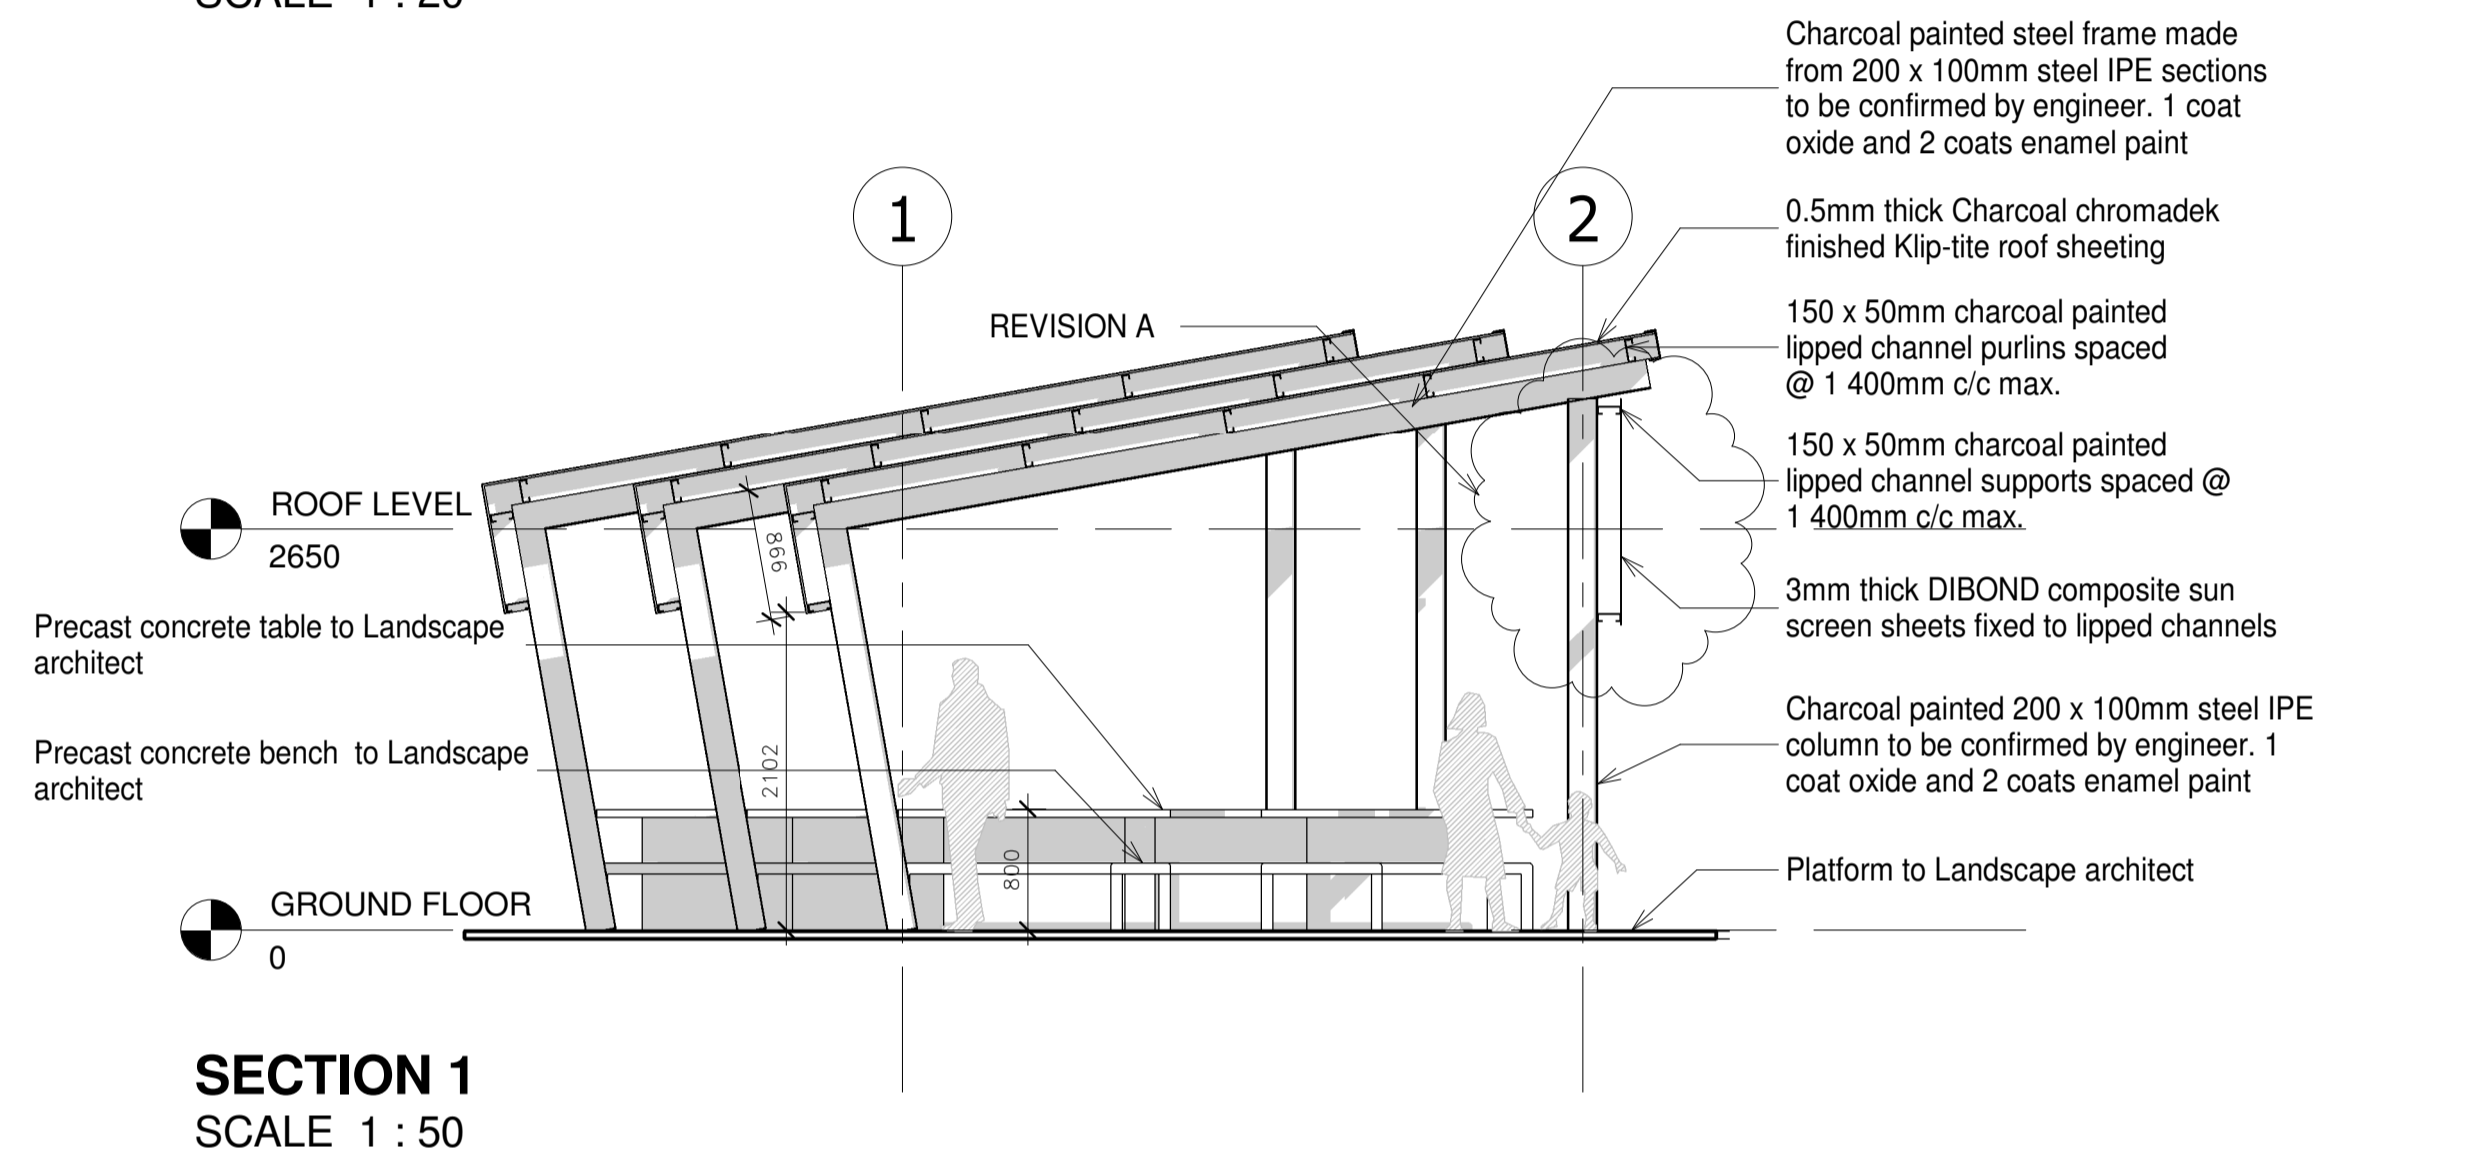 SCALE 1 : 20
Charcoal painted steel frame made
from 200 x 100mm steel IPE sections
to be confirmed by engineer. 1 coat
oxide and 2 coats enamel paint
1
2
0.5mm thick Charcoal chromadek
finished Klip-tite roof sheeting
REVISION A
150 x 50mm charcoal painted
lipped channel purlins spaced
@ 1 400mm c/c max.
150 x 50mm charcoal painted
lipped channel supports spaced @
1 400mm c/c max.
ROOF LEVEL
2650
998
3mm thick DIBOND composite sun
screen sheets fixed to lipped channels
Precast concrete table to Landscape
architect
Charcoal painted 200 x 100mm steel IPE
column to be confirmed by engineer. 1
coat oxide and 2 coats enamel paint
Precast concrete bench  to Landscape
architect
2102
800
Platform to Landscape architect
GROUND FLOOR
0
SECTION 1
SCALE 1 : 50